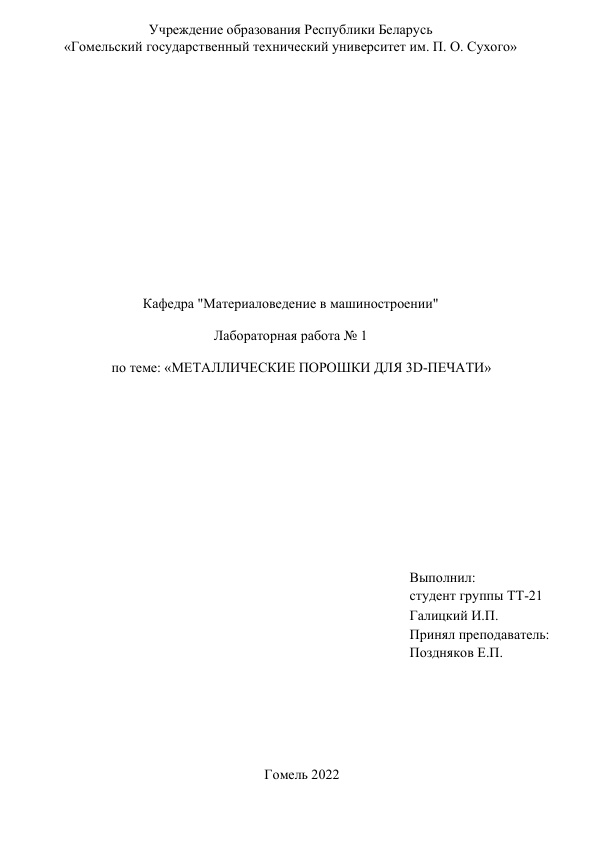 Учреждение образования Республики Беларусь
«Гомельский государственный технический университет им. П. О. Сухого»
Кафедра "Материаловедение в машиностроении"
Лабораторная работа № 1
по теме: «МЕТАЛЛИЧЕСКИЕ ПОРОШКИ ДЛЯ 3D-ПЕЧАТИ»
Выполнил:
студент группы ТТ-21
Галицкий И.П.
Принял преподаватель:
Поздняков Е.П.
Гомель 2022